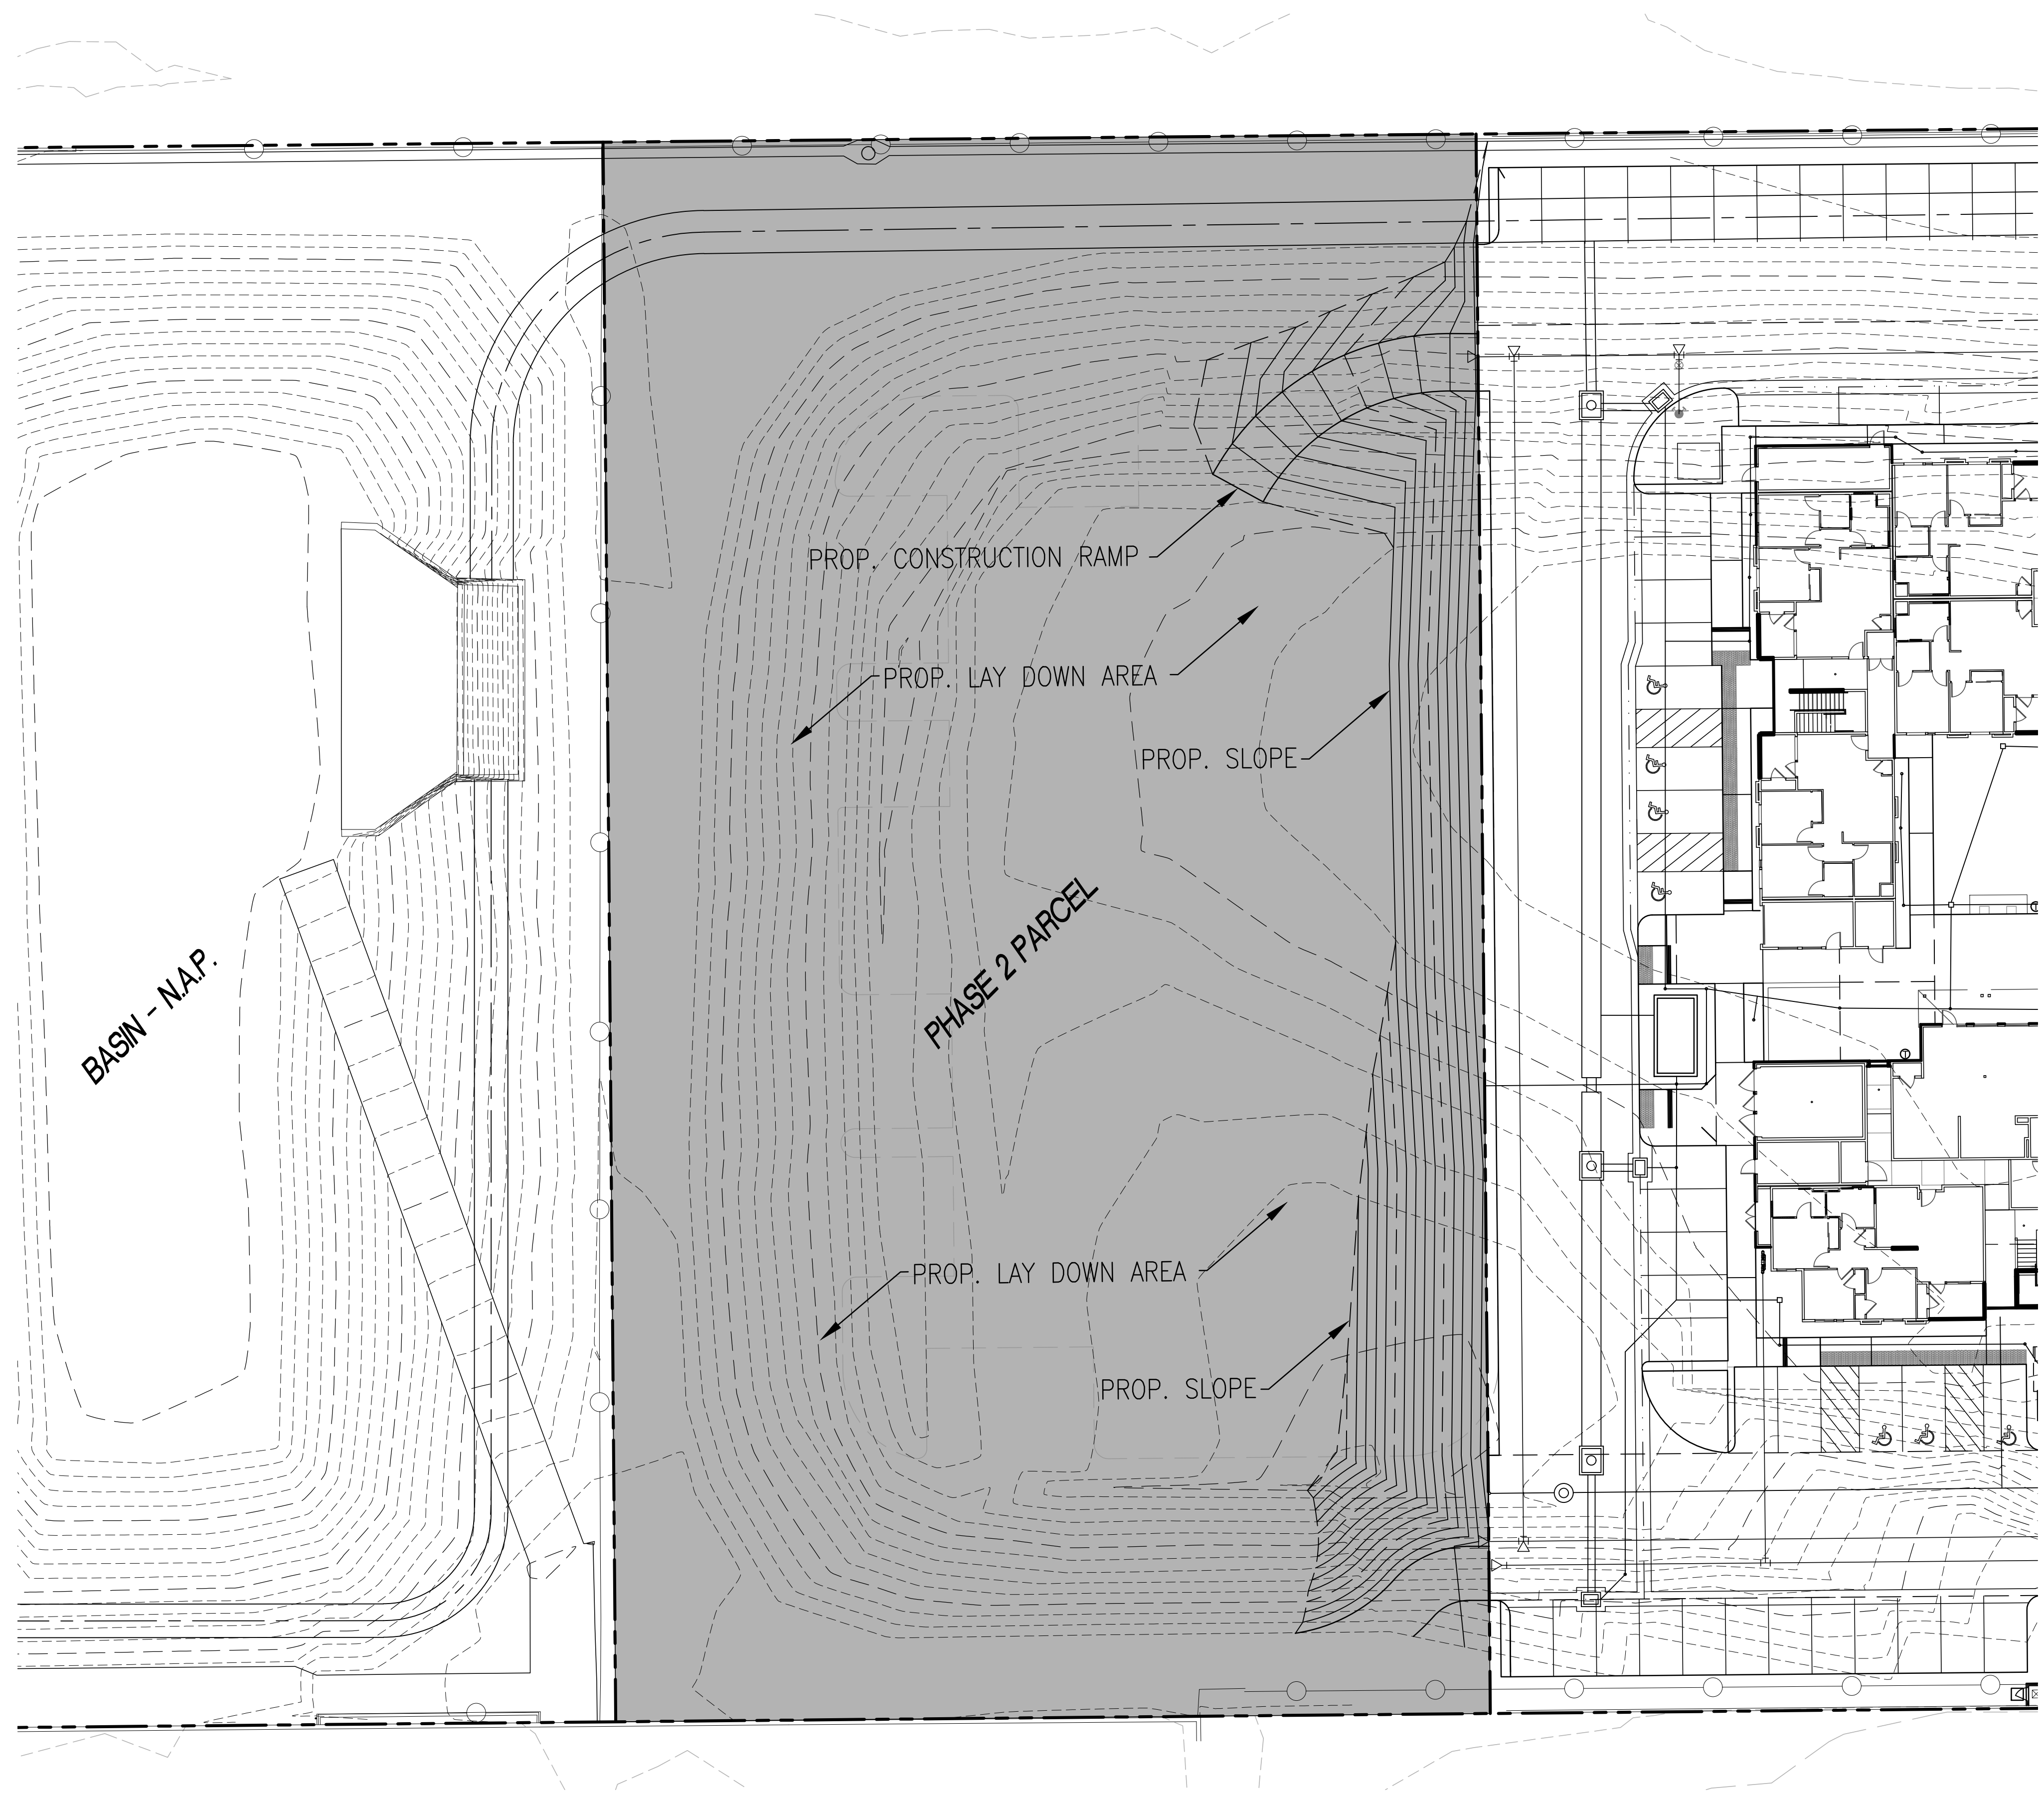 PROP. CONSTRUCTION RAMP
PROP. LAY DOWN AREA
PROP. SLOPE
PHASE 2 PARCEL
BASIN - N.A.P.
PROP. LAY DOWN AREA
PROP. SLOPE